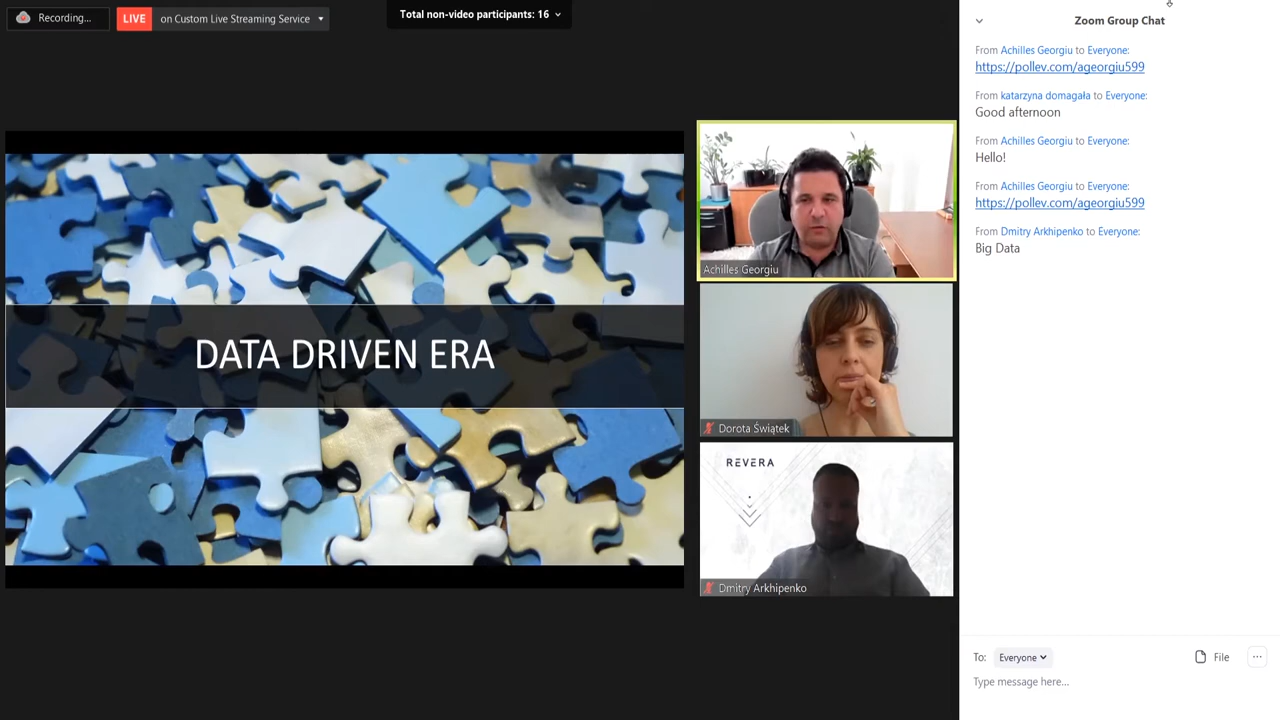 Recording...
LIVE
on Custom Live Streaming Service
Total non-video participants: 16
DATA DRIVEN ERA
Achilles Georgiu
Dorota Świątek
REVERA
Dmitry Arkhipenko
Zoom Group Chat
From Achilles Georgiu to Everyone:
https://pollev.com/ageorgiu599
From katarzyna domagała to Everyone:
Good afternoon
From Achilles Georgiu to Everyone:
Hello!
From Achilles Georgiu to Everyone:
https://pollev.com/ageorgiu599
From Dmitry Arkhipenko to Everyone:
Big Data
To: Everyone
File
Type message here...